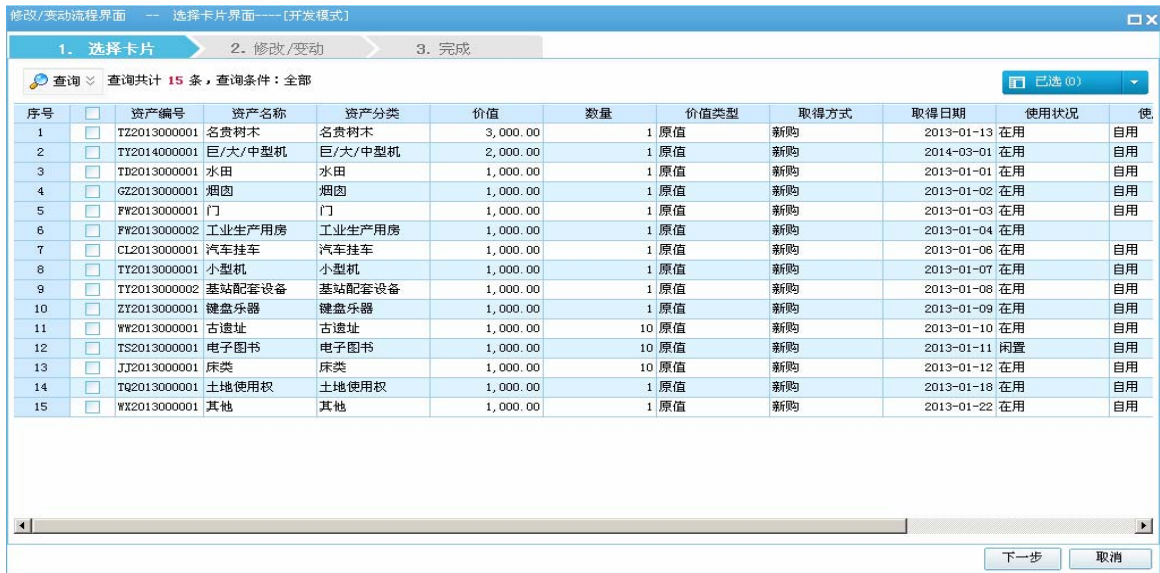 修改/变动流程界面 -- 选择卡片界面----[开发模式]
1. 选择卡片 2. 修改/变动 3. 完成
查询 查询共计 15 条，查询条件：全部 已选(0)
序号 资产编号 资产名称 资产分类 价值 数量 价值类型 取得方式 取得日期 使用状况 使
1 TZ2013000001 名贵树木 名贵树木 3,000.00 1 原值 新购 2013-01-13 在用 自用
2 TY2014000001 巨/大/中型机 巨/大/中型机 2,000.00 1 原值 新购 2014-03-01 在用 自用
3 TD2013000001 水田 水田 1,000.00 1 原值 新购 2013-01-01 在用 自用
4 GZ2013000001 烟囱 烟囱 1,000.00 1 原值 新购 2013-01-02 在用 自用
5 FW2013000001 门 门 1,000.00 1 原值 新购 2013-01-03 在用 自用
6 FW2013000002 工业生产用房 工业生产用房 1,000.00 1 原值 新购 2013-01-04 在用
7 CL2013000001 汽车挂车 汽车挂车 1,000.00 1 原值 新购 2013-01-06 在用 自用
8 TY2013000001 小型机 小型机 1,000.00 1 原值 新购 2013-01-07 在用 自用
9 TY2013000002 基站配套设备 基站配套设备 1,000.00 1 原值 新购 2013-01-08 在用 自用
10 ZY2013000001 键盘乐器 键盘乐器 1,000.00 1 原值 新购 2013-01-09 在用 自用
11 WW2013000001 古遗址 古遗址 1,000.00 10 原值 新购 2013-01-10 在用 自用
12 TS2013000001 电子图书 电子图书 1,000.00 10 原值 新购 2013-01-11 闲置 自用
13 JJ2013000001 床类 床类 1,000.00 10 原值 新购 2013-01-12 在用 自用
14 TQ2013000001 土地使用权 土地使用权 1,000.00 1 原值 新购 2013-01-18 在用 自用
15 WX2013000001 其他 其他 1,000.00 1 原值 新购 2013-01-22 在用 自用
下一步 取消